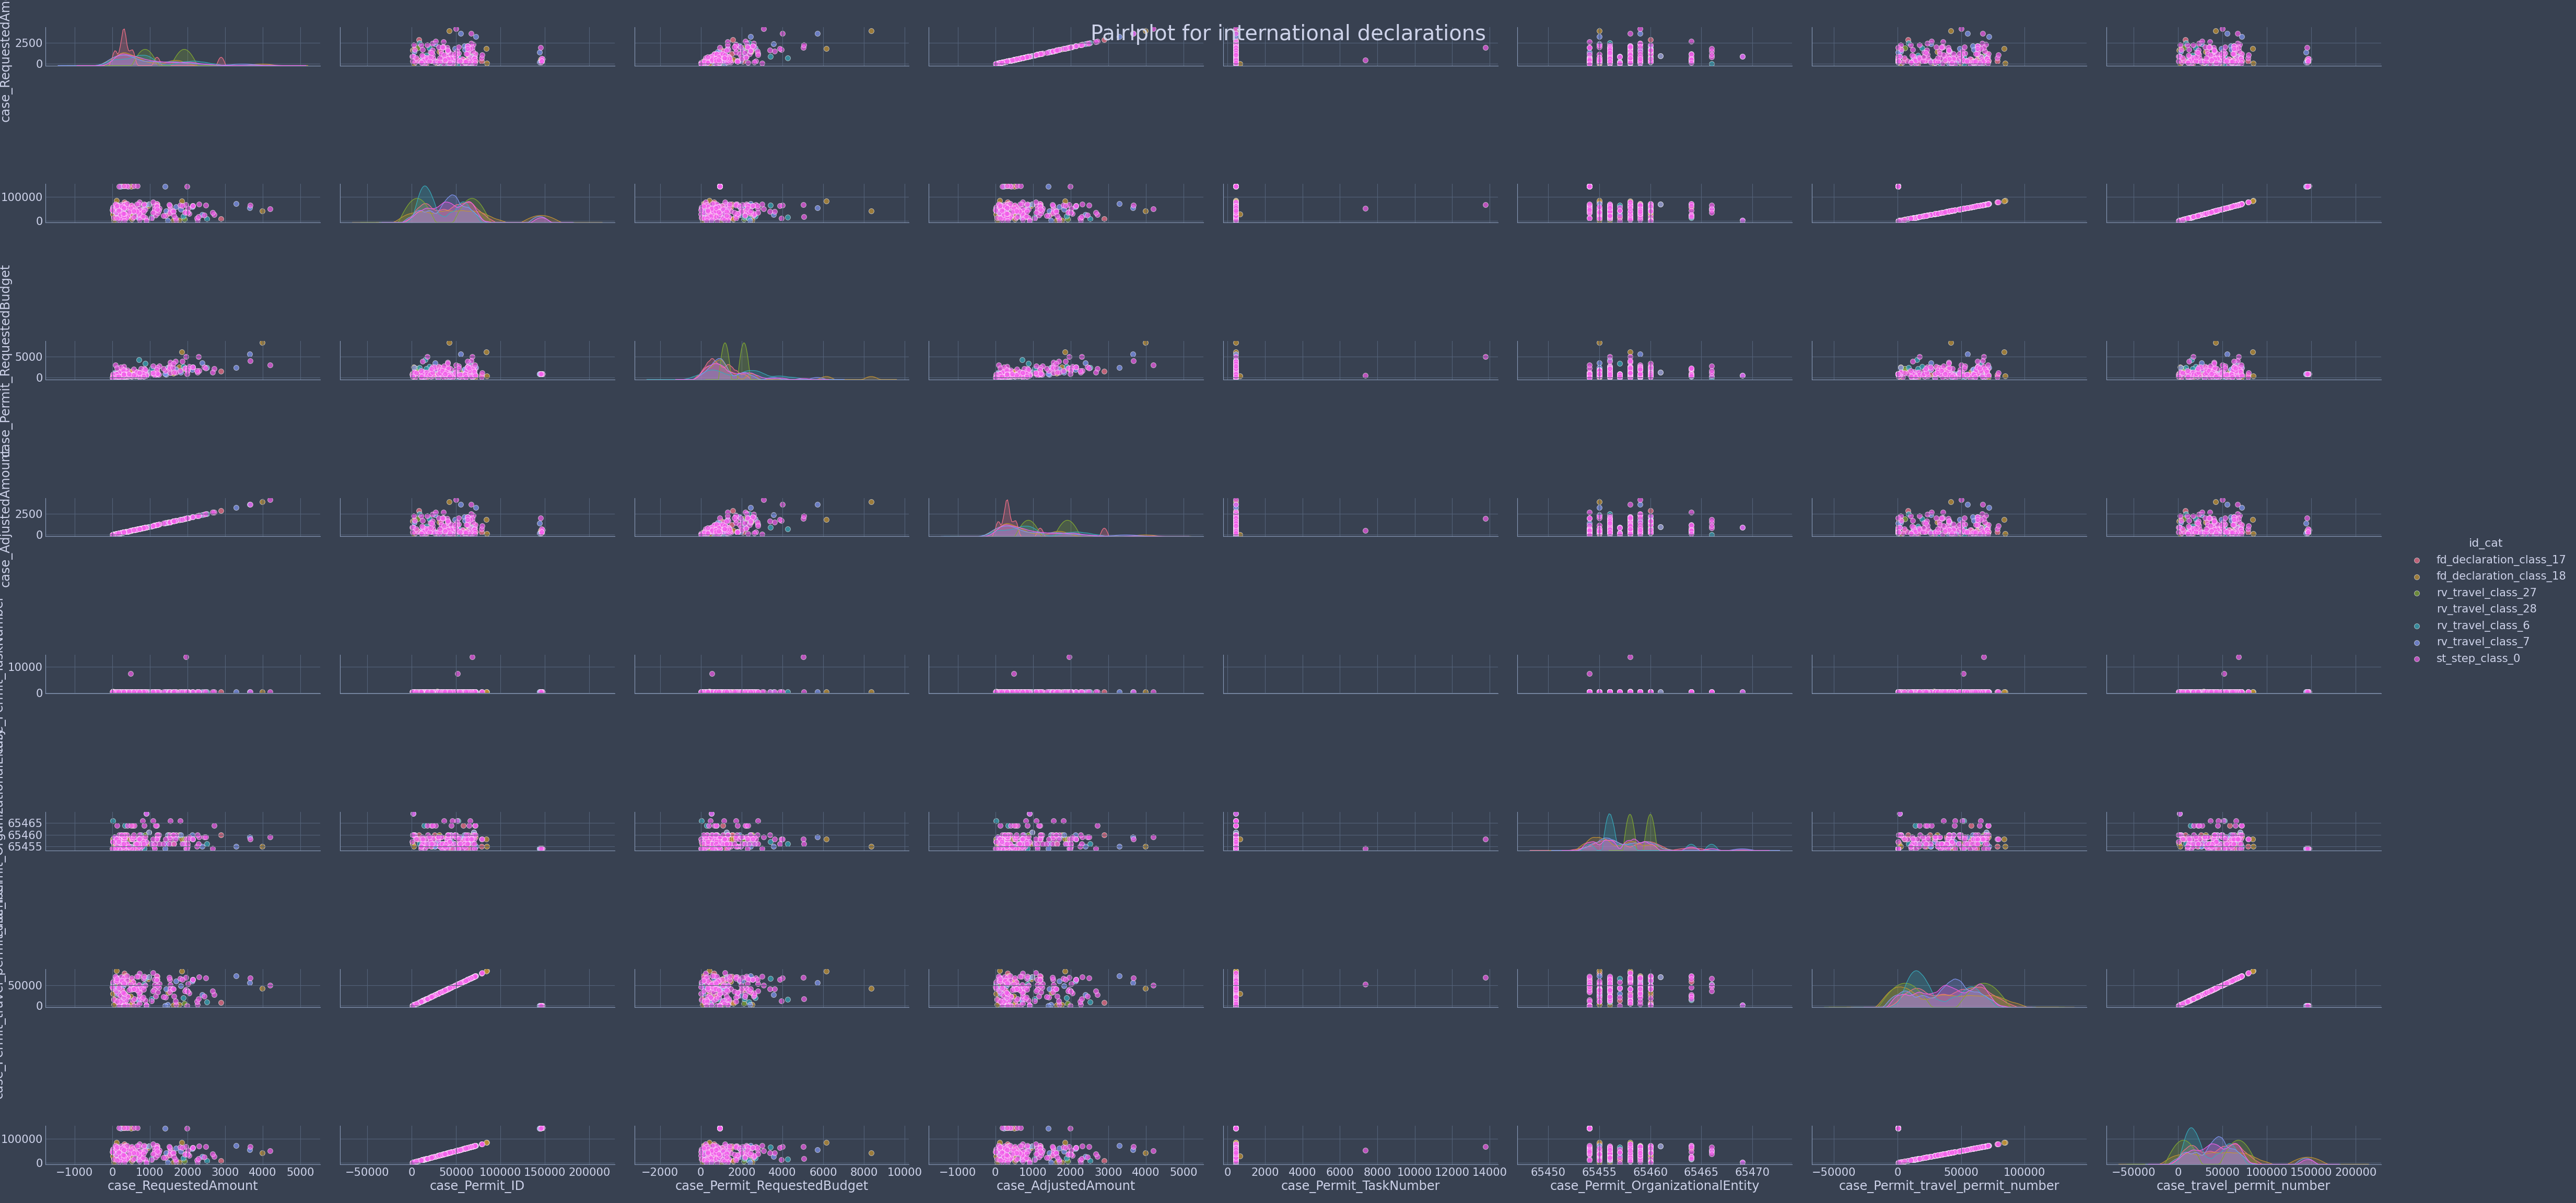 Pairplot for international declarations
case_RequestedAm
2500
0
100000
0
case_Permit_RequestedBudget
5000
0
case_AdjustedAmount
2500
0
10000
0
65465
65460
65455
50000
0
100000
0
−1000 0 1000 2000 3000 4000 5000
−50000 0 50000 100000 150000 200000
−2000 0 2000 4000 6000 8000 10000
−1000 0 1000 2000 3000 4000 5000
0 2000 4000 6000 8000 10000 12000 14000
65450 65455 65460 65465 65470
−50000 0 50000 100000
−50000 0 50000 100000 150000 200000
case_RequestedAmount
case_Permit_ID
case_Permit_RequestedBudget
case_AdjustedAmount
case_Permit_TaskNumber
case_Permit_OrganizationalEntity
case_Permit_travel_permit_number
case_travel_permit_number
id_cat
fd_declaration_class_17
fd_declaration_class_18
rv_travel_class_27
rv_travel_class_28
rv_travel_class_6
rv_travel_class_7
st_step_class_0